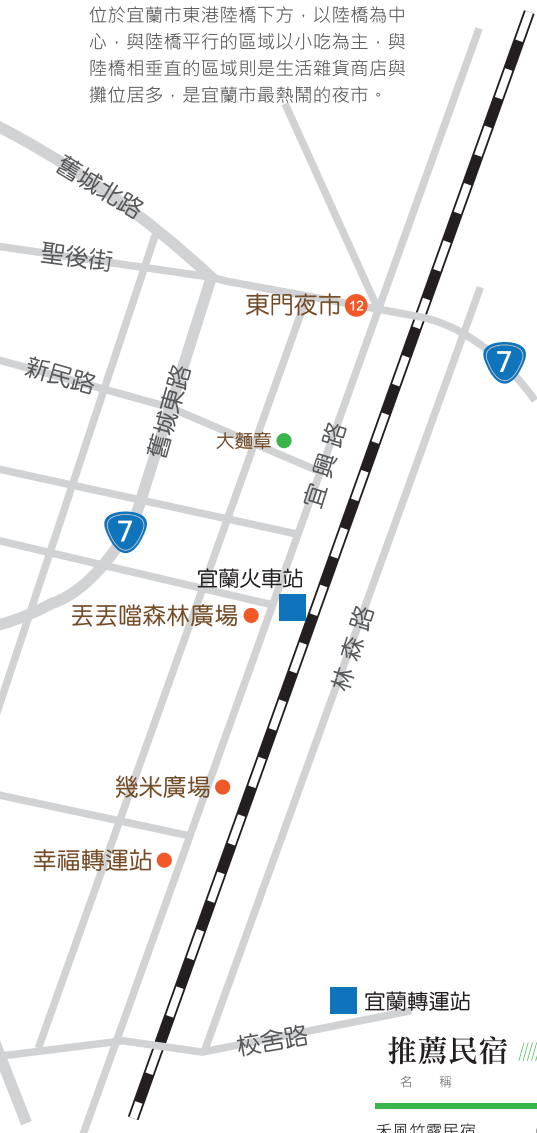 位於宜蘭市東港陸橋下方，以陸橋為中
心，與陸橋平行的區域以小吃為主，與
陸橋相垂直的區域則是生活雜貨商店與
攤位居多，是宜蘭市最熱鬧的夜市。
舊城北路
聖後街
東門夜市 12
7
新民路
舊城東路
大麵章
宜興路
7
宜蘭火車站
丟丟噹森林廣場
林森路
幾米廣場
幸福轉運站
宜蘭轉運站
校舍路
推薦民宿
名 稱
禾風竹露民宿